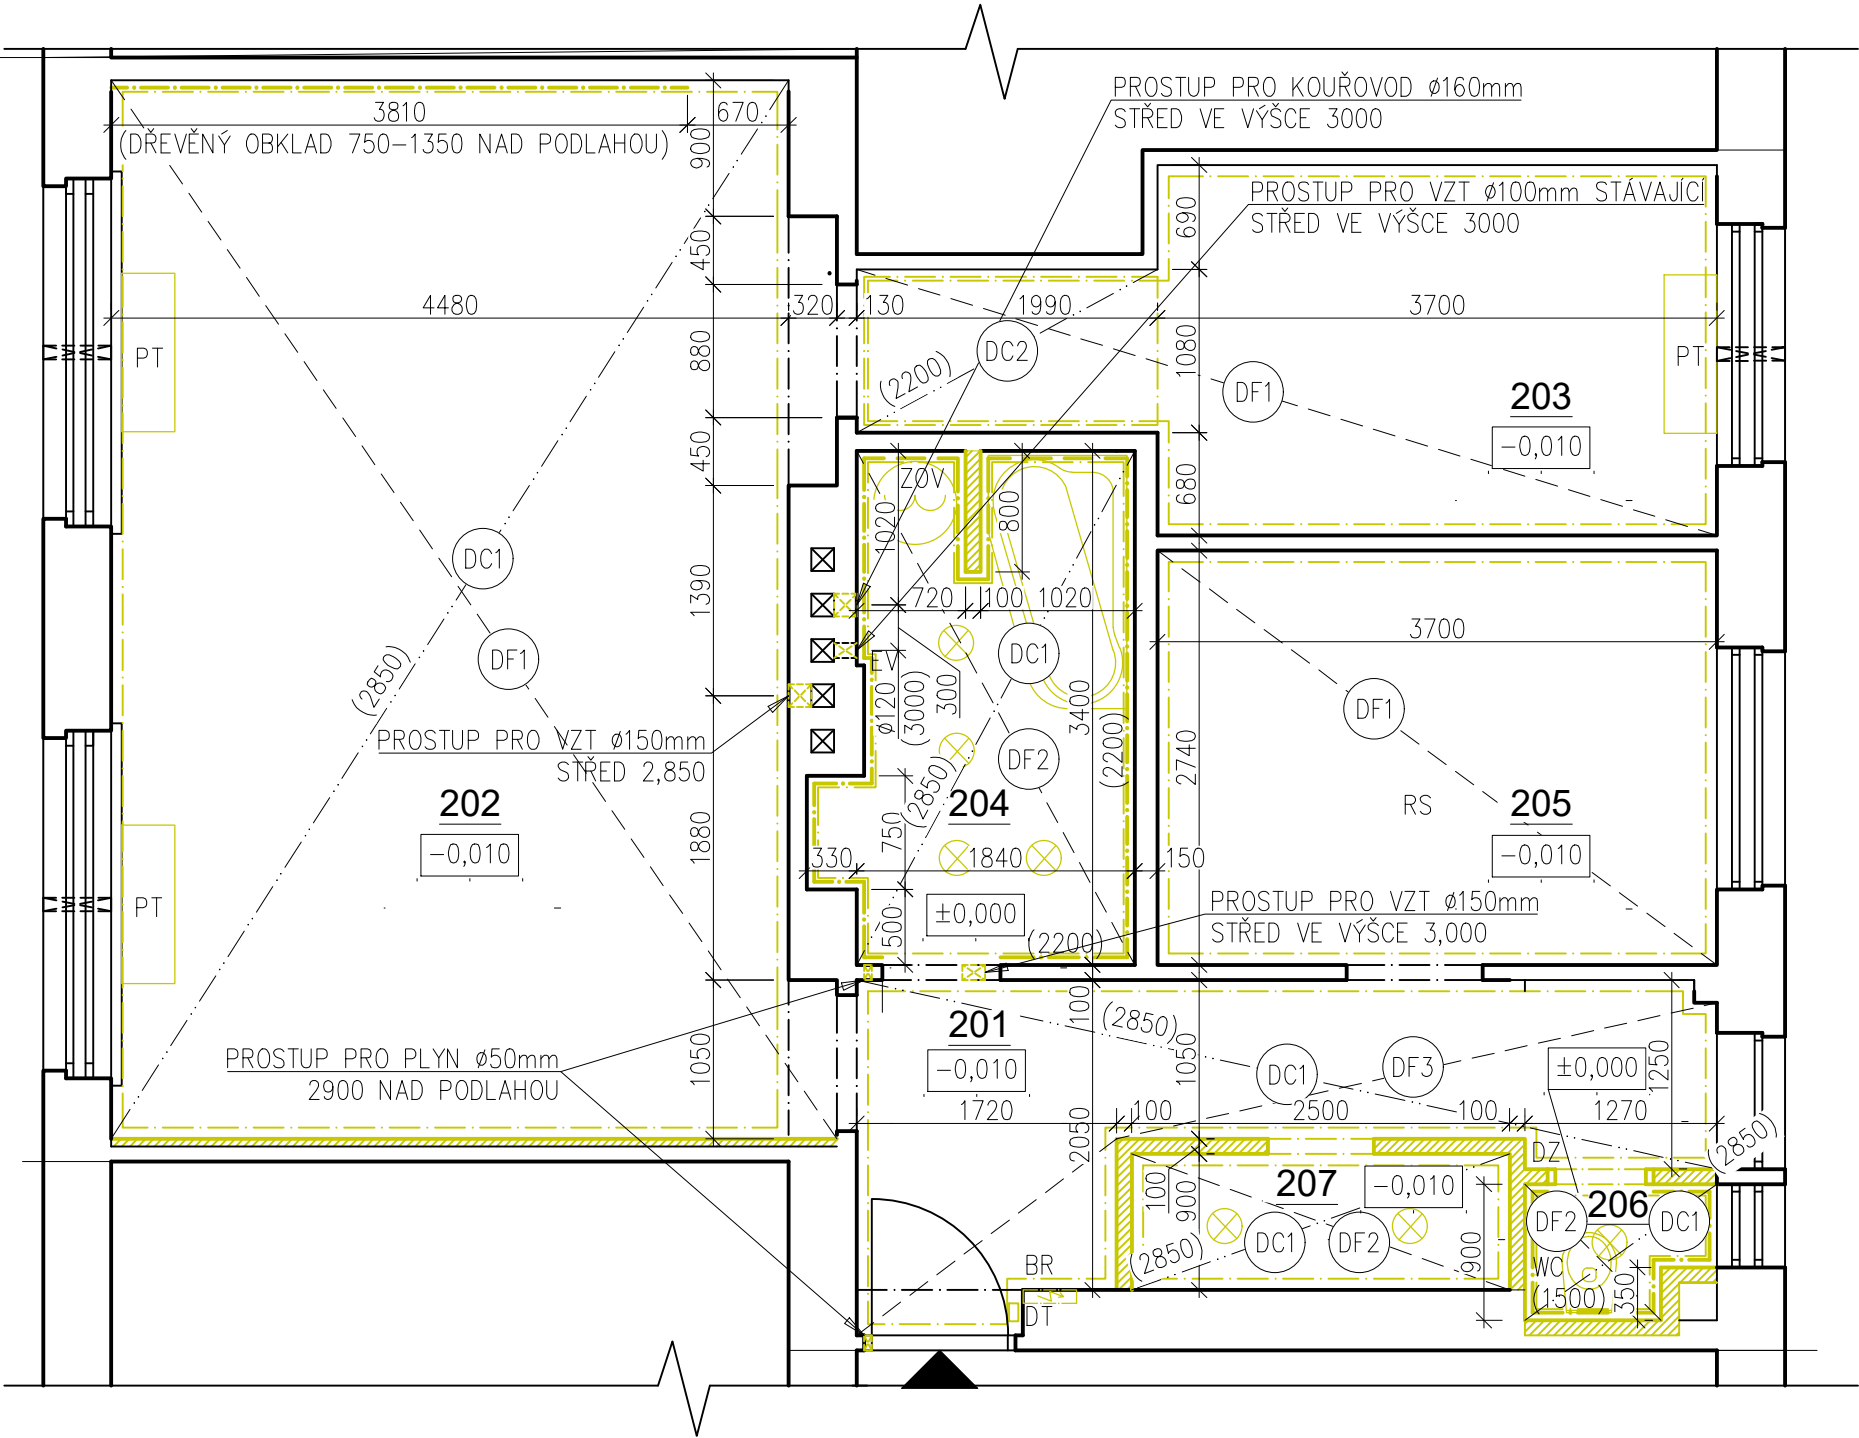 PROSTUP PRO KOUŘOVOD ø160mm
STŘED VE VÝŠCE 3000
3810
670
(DŘEVĚNÝ OBKLAD 750–1350 NAD PODLAHOU)
900
PROSTUP PRO VZT ø100mm STÁVAJÍCÍ
STŘED VE VÝŠCE 3000
690
450
4480
320
130
1990
3700
PT
880
DC2
1080
PT
(2200)
DF1
203
-0,010
450
680
ZOV
1020
800
DC1
1390
720
100
1020
3700
DF1
(2850)
DC1
EV
ø120
(3000)
300
3400
(2200)
DF1
PROSTUP PRO VZT ø150mm
STŘED 2,850
DF2
2740
202
-0,010
1880
(2850)
204
RS
205
-0,010
750
330
1840
150
PT
±0,000
500
(2200)
PROSTUP PRO VZT ø150mm
STŘED VE VÝŠCE 3,000
100
201
-0,010
(2850)
PROSTUP PRO PLYN ø50mm
2900 NAD PODLAHOU
1050
1050
DC1
DF3
±0,000
1250
1720
100
2500
100
1270
2050
DZ
(2850)
100
900
207
-0,010
206
DF2
DC1
DC1
DF2
(2850)
900
BR
WC
(1500)
350
DT